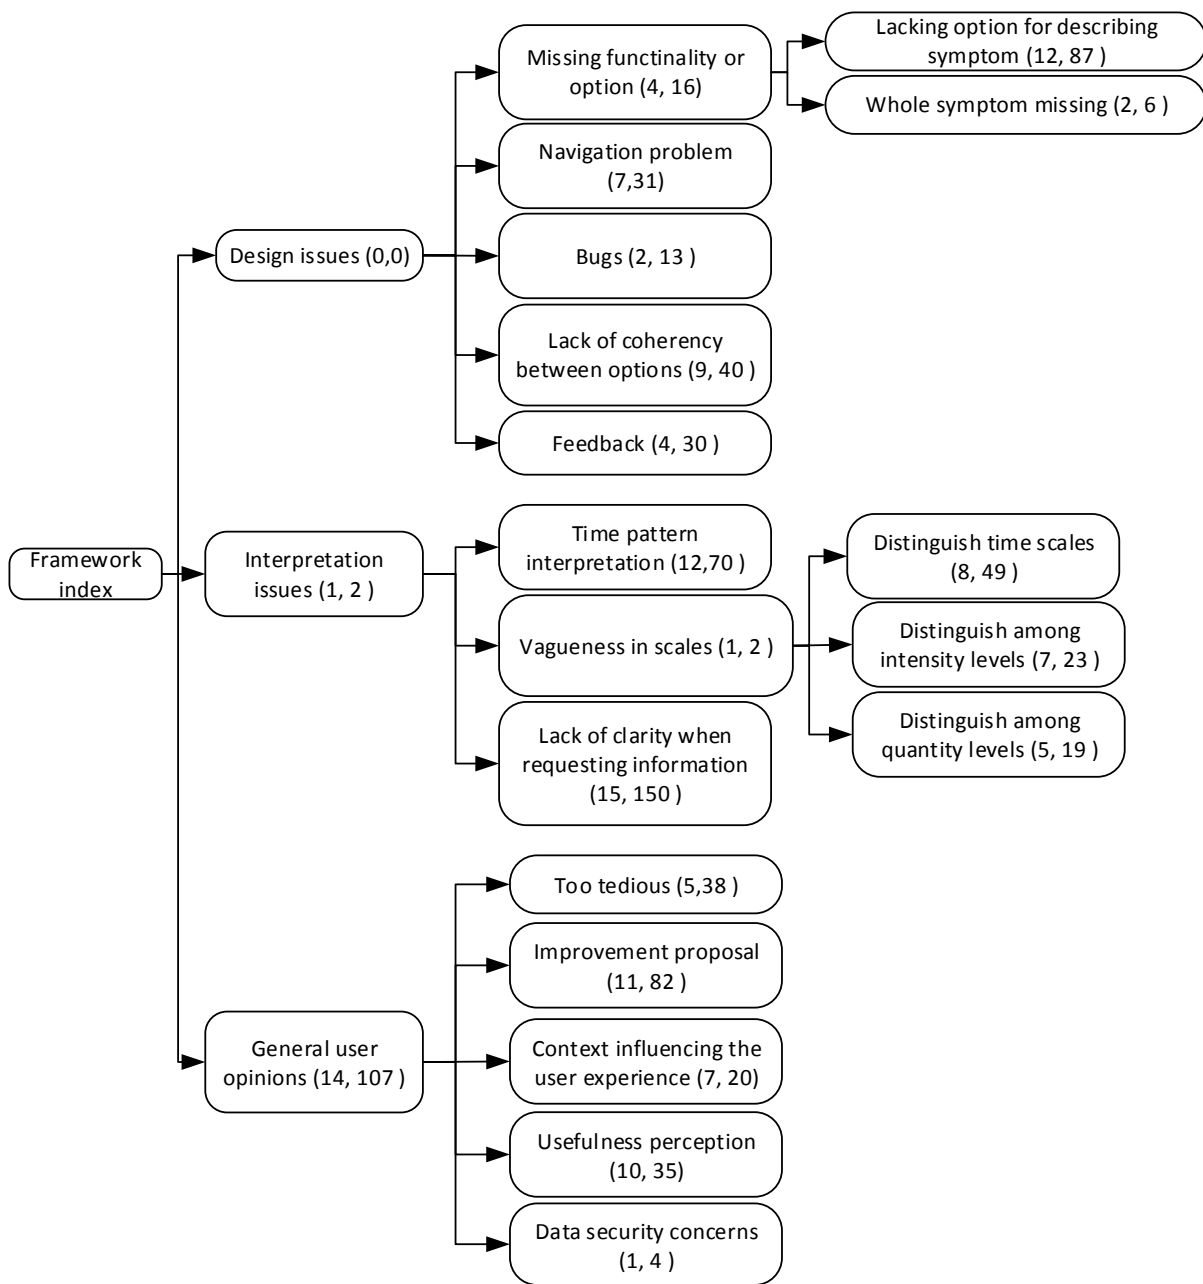 Framework
index
Design issues (0,0)
Missing functinality or
option (4, 16)
Lacking option for describing
symptom (12, 87 )
Whole symptom missing (2, 6 )
Navigation problem
(7,31)
Bugs (2, 13 )
Lack of coherency
between options (9, 40 )
Feedback (4, 30 )
Interpretation
issues (1, 2 )
Time pattern
interpretation (12,70 )
Vagueness in scales (1, 2 )
Distinguish time scales
(8, 49 )
Distinguish among
intensity levels (7, 23 )
Distinguish among
quantity levels (5, 19 )
Lack of clarity when
requesting information
(15, 150 )
General user
opinions (14, 107 )
Too tedious (5,38 )
Improvement proposal
(11, 82 )
Context influencing the
user experience (7, 20)
Usefulness perception
(10, 35)
Data security concerns
(1, 4 )